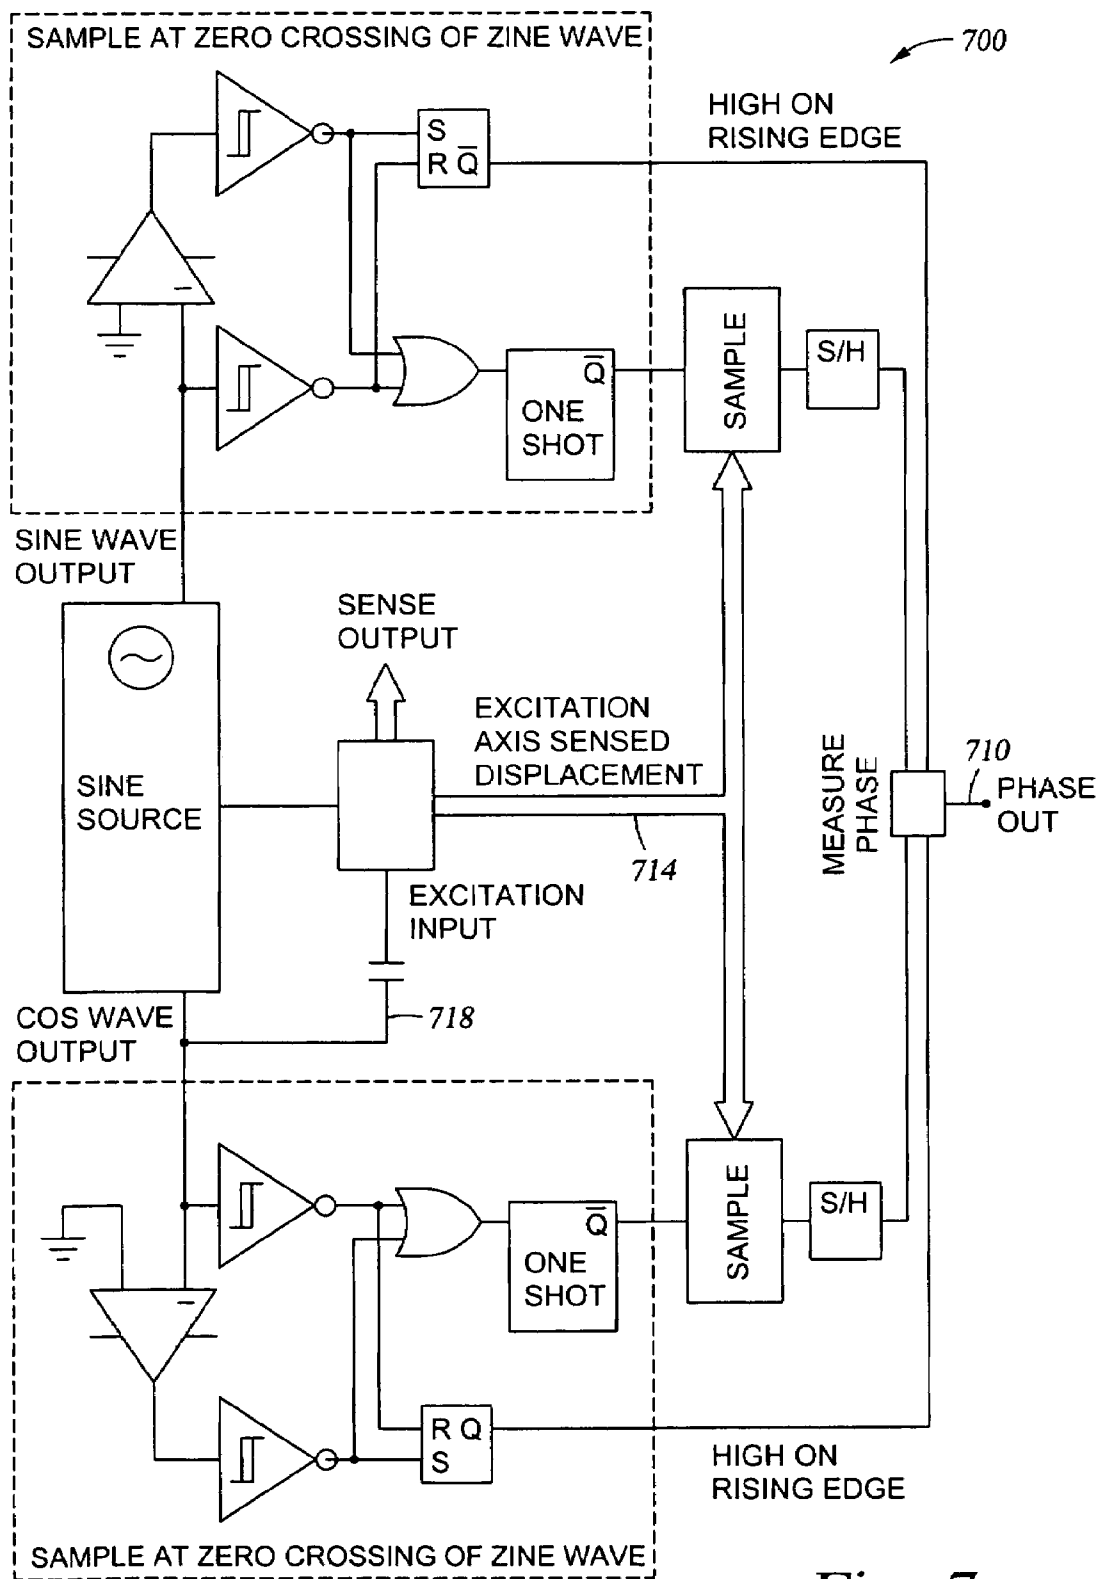 SAMPLE AT ZERO CROSSING OF ZINE WAVE
700
HIGH ON
RISING EDGE
S
R Q̅
−
Q̅
ONE
SHOT
SAMPLE
S/H
SINE WAVE
OUTPUT
SENSE
OUTPUT
EXCITATION
AXIS SENSED
DISPLACEMENT
SINE
SOURCE
714
MEASURE
PHASE
710
PHASE
OUT
EXCITATION
INPUT
718
COS WAVE
OUTPUT
−
Q̅
ONE
SHOT
SAMPLE
S/H
R Q
S
HIGH ON
RISING EDGE
SAMPLE AT ZERO CROSSING OF ZINE WAVE